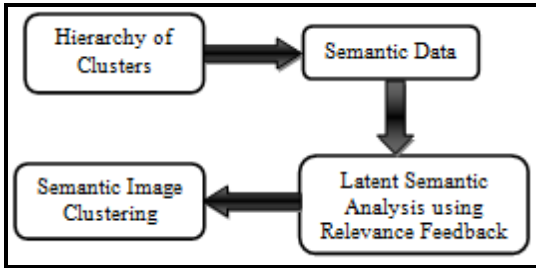 Hierarchy of
Clusters
Semantic Data
Latent Semantic
Analysis using
Relevance Feedback
Semantic Image
Clustering